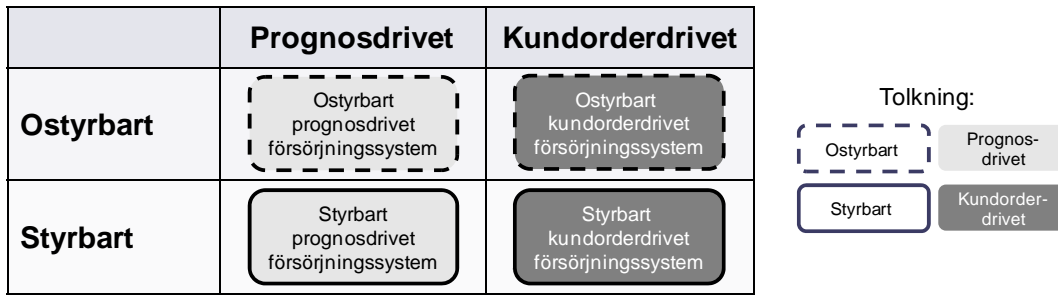 Prognosdrivet
Kundorderdrivet
Ostyrbart
Ostyrbart
prognosdrivet
försörjningssystem
Ostyrbart
kundorderdrivet
försörjningssystem
Styrbart
Styrbart
prognosdrivet
försörjningssystem
Styrbart
kundorderdrivet
försörjningssystem
Tolkning:
Ostyrbart
Prognos-
drivet
Styrbart
Kundorder-
drivet